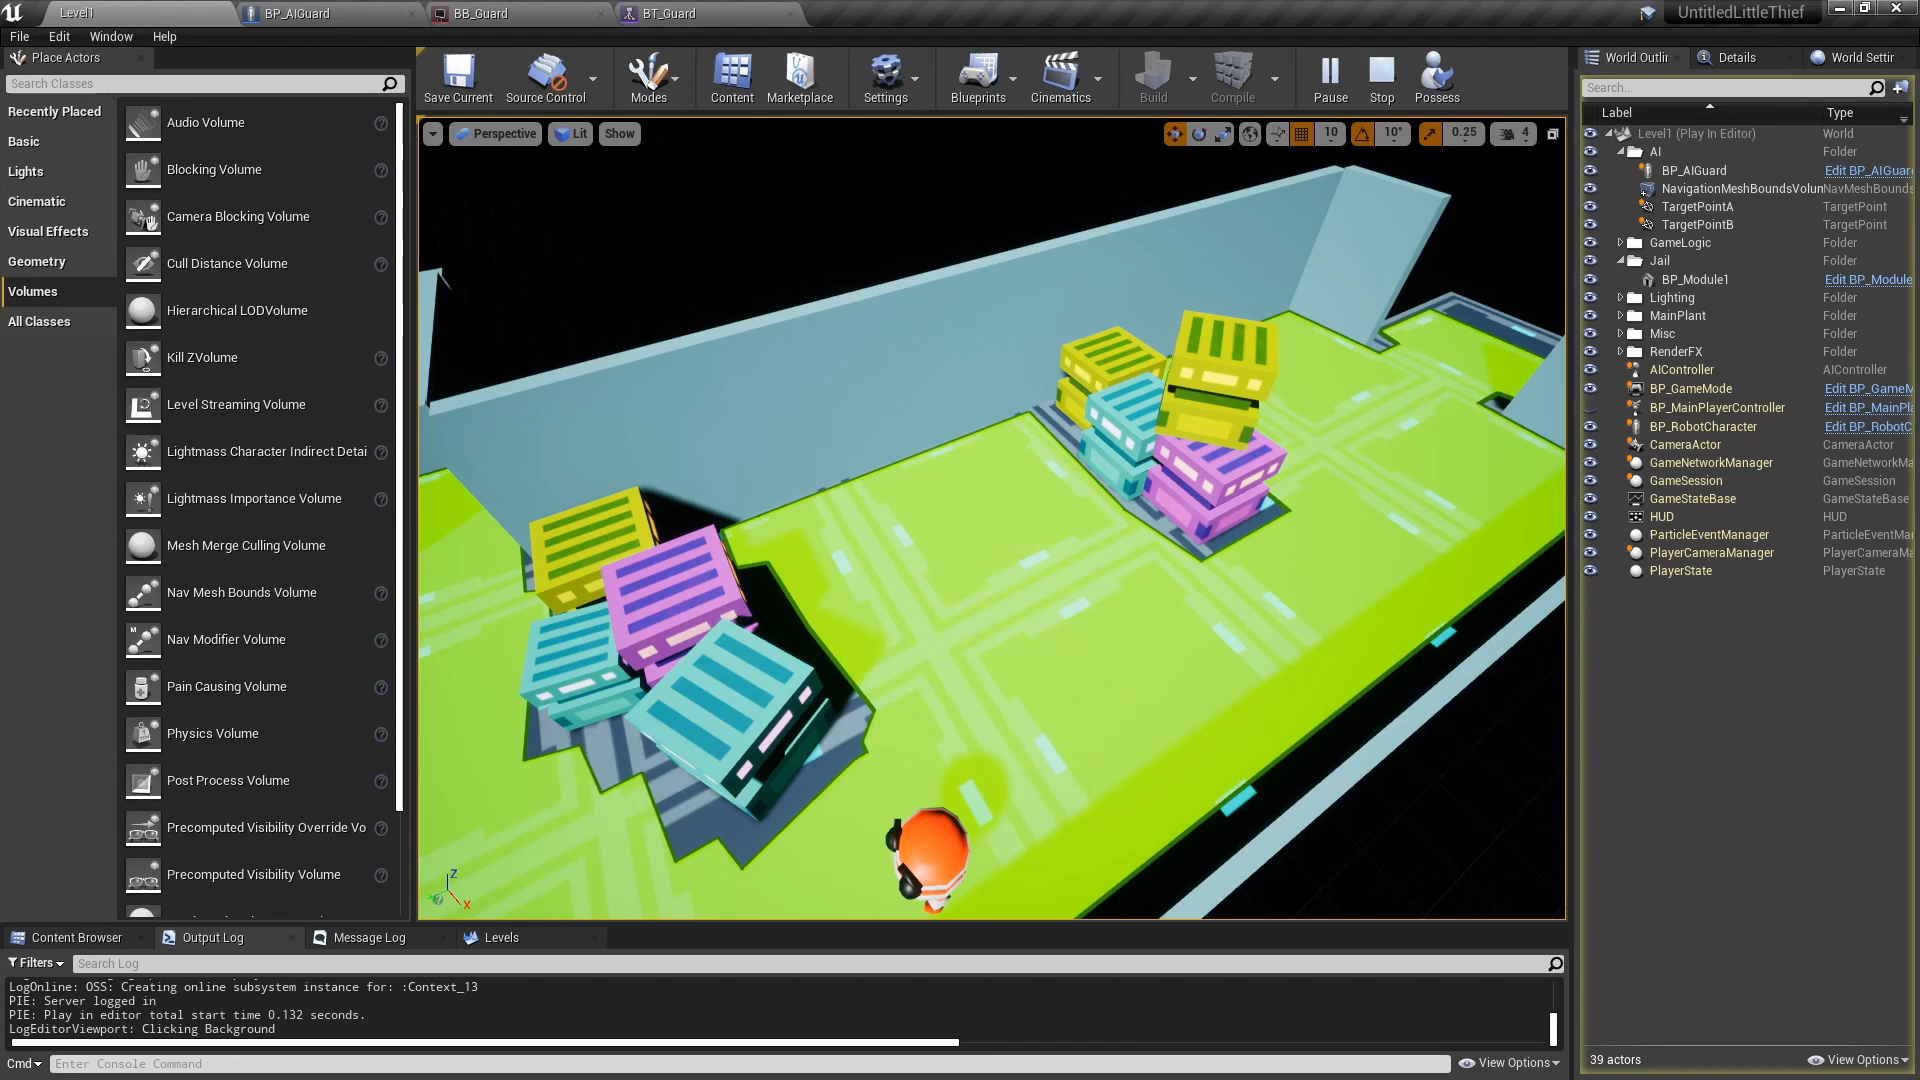 Level1
BP_AIGuard
BB_Guard
BT_Guard
UntitledLittleThief
File Edit Window Help
Place Actors
Search Classes
Recently Placed
Basic
Lights
Cinematic
Visual Effects
Geometry
Volumes
All Classes
Audio Volume
Blocking Volume
Camera Blocking Volume
Cull Distance Volume
Hierarchical LODVolume
Kill ZVolume
Level Streaming Volume
Lightmass Character Indirect Detai
Lightmass Importance Volume
Mesh Merge Culling Volume
Nav Mesh Bounds Volume
Nav Modifier Volume
Pain Causing Volume
Physics Volume
Post Process Volume
Precomputed Visibility Override Vo
Precomputed Visibility Volume
Save Current
Source Control
Modes
Content
Marketplace
Settings
Blueprints
Cinematics
Build
Compile
Pause
Stop
Possess
Perspective Lit Show
10 10° 0.25 4
Z
X
World Outlin
Details
World Settin
Search...
Label Type
Level1 (Play In Editor) World
AI Folder
BP_AIGuard Edit BP_AIGuar
NavigationMeshBoundsVolun NavMeshBounds
TargetPointA TargetPoint
TargetPointB TargetPoint
GameLogic Folder
Jail Folder
BP_Module1 Edit BP_Module
Lighting Folder
MainPlant Folder
Misc Folder
RenderFX Folder
AIController AIController
BP_GameMode Edit BP_GameM
BP_MainPlayerController Edit BP_MainPla
BP_RobotCharacter Edit BP_RobotC
CameraActor CameraActor
GameNetworkManager GameNetworkMa
GameSession GameSession
GameStateBase GameStateBase
HUD HUD
ParticleEventManager ParticleEventMa
PlayerCameraManager PlayerCameraMa
PlayerState PlayerState
39 actors
View Options
Content Browser
Output Log
Message Log
Levels
Filters
Search Log
LogOnline: OSS: Creating online subsystem instance for: :Context_13
PIE: Server logged in
PIE: Play in editor total start time 0.132 seconds.
LogEditorViewport: Clicking Background
Cmd
Enter Console Command
View Options